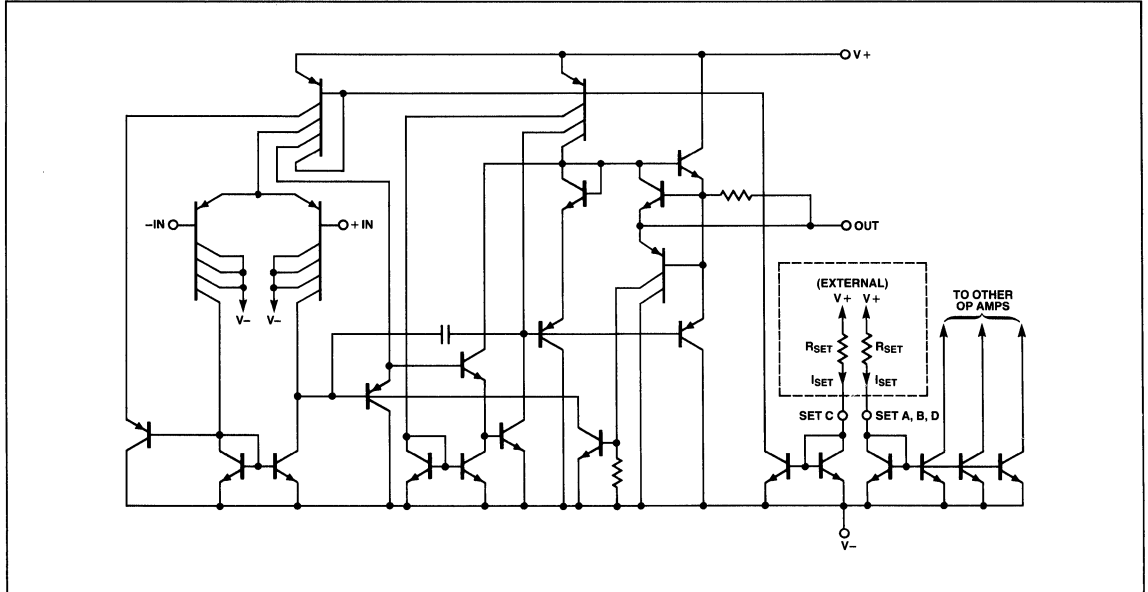 V+
–IN
+ IN
OUT
V–
V–
(EXTERNAL)
V+
V+
RSET
RSET
ISET
ISET
SET C
SET A, B, D
TO OTHER
OP AMPS
V–